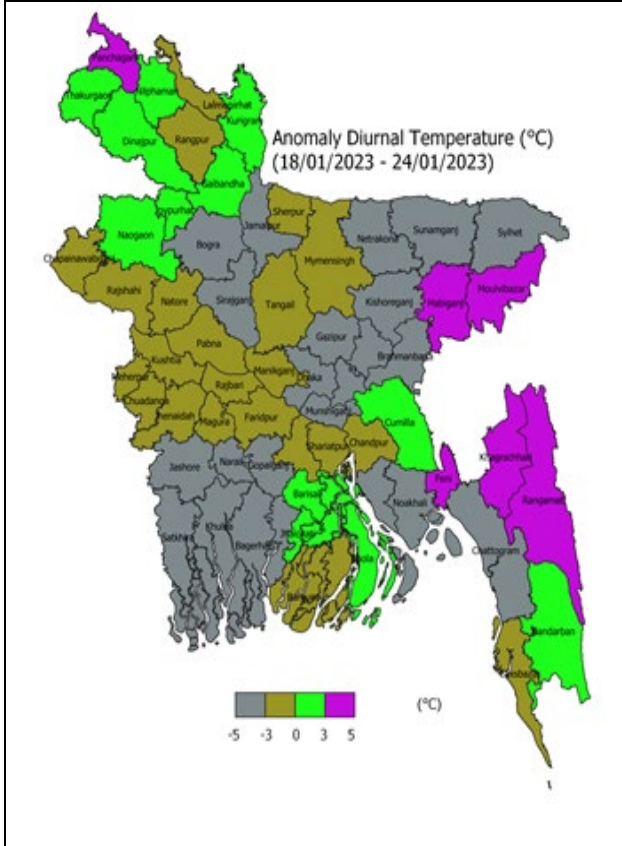 Panchagarh
Thakurgaon
Nilphamari
Lalmonirhat
Kurigram
Dinajpur
Rangpur
Anomaly Diurnal Temperature (°C)
(18/01/2023 - 24/01/2023)
Gaibandha
Joypurhat
Sherpur
Naogaon
Jamalpur
Bogra
Netrakona
Sunamganj
Sylhet
Mymensingh
Rajshahi
Natore
Sirajganj
Tangail
Kishoreganj
Habiganj
Moulvibazar
Gazipur
Pabna
Kushtia
Manikganj
Dhaka
Meherpur
Rajbari
Chuadanga
Munshiganj
Jhenaidah
Magura
Faridpur
Cumilla
Shariatpur
Chandpur
Khagrachhari
Jashore
Narail
Gopalganj
Feni
Rangamati
Barisal
Noakhali
Satkhira
Khulna
Bagerhat
Bhola
Chattogram
Bandarban
(°C)
-5 -3 0 3 5